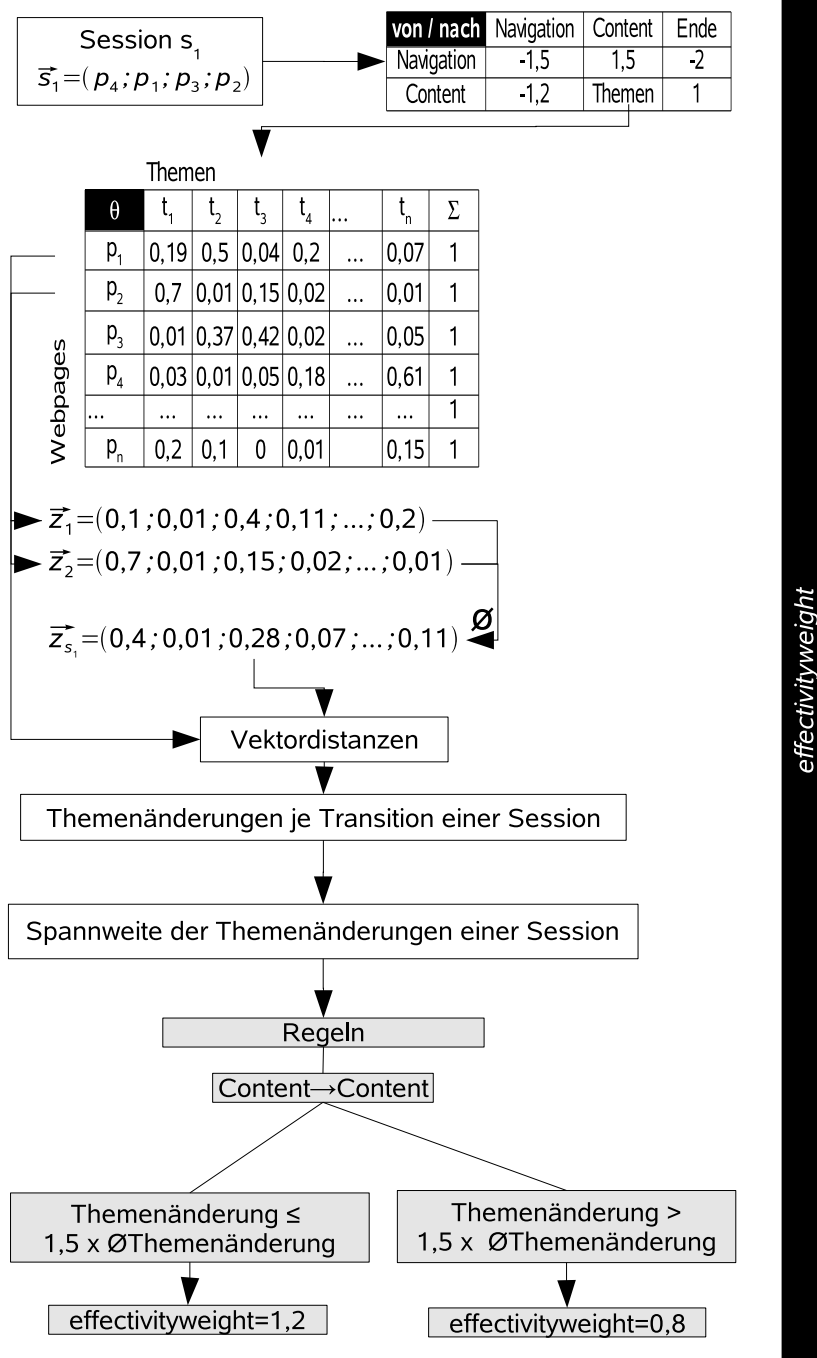 Session s₁
s₁=(p₄;p₁;p₃;p₂)
von / nach Navigation Content Ende
Navigation -1,5 1,5 -2
Content -1,2 Themen 1
Themen
θ t₁ t₂ t₃ t₄ ... tₙ Σ
p₁ 0,19 0,5 0,04 0,2 ... 0,07 1
p₂ 0,7 0,01 0,15 0,02 ... 0,01 1
p₃ 0,01 0,37 0,42 0,02 ... 0,05 1
p₄ 0,03 0,01 0,05 0,18 ... 0,61 1
... ... ... ... ... ... ... 1
pₙ 0,2 0,1 0 0,01 0,15 1
Webpages
z₁=(0,1;0,01;0,4;0,11;...;0,2)
z₂=(0,7;0,01;0,15;0,02;...;0,01)
Ø
z_s₁=(0,4;0,01;0,28;0,07;...;0,11)
Vektordistanzen
Themenänderungen je Transition einer Session
Spannweite der Themenänderungen einer Session
Regeln
Content→Content
Themenänderung ≤
1,5 x ØThemenänderung
Themenänderung >
1,5 x ØThemenänderung
effectivityweight=1,2
effectivityweight=0,8
effectivityweight